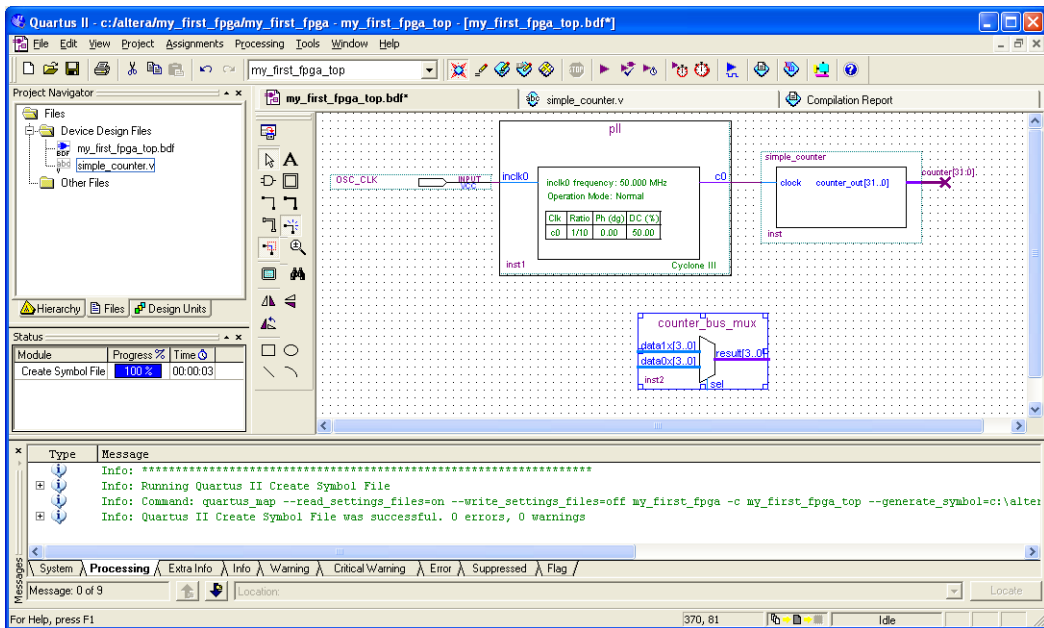 Quartus II - c:/altera/my_first_fpga/my_first_fpga - my_first_fpga_top - [my_first_fpga_top.bdf*]
File Edit View Project Assignments Processing Tools Window Help
my_first_fpga_top
Project Navigator
Files
Device Design Files
my_first_fpga_top.bdf
simple_counter.v
Other Files
Hierarchy Files Design Units
Status
Module Progress % Time
Create Symbol File 100 % 00:00:03
my_first_fpga_top.bdf* simple_counter.v Compilation Report
pll
OSC_CLK INPUT
VCC
inclk0 c0
inclk0 frequency: 50.000 MHz
Operation Mode: Normal
Clk Ratio Ph (dg) DC (%)
c0 1/10 0.00 50.00
inst1 Cyclone III
simple_counter
clock counter_out[31..0]
inst
counter[31:0]
counter_bus_mux
data1x[3..0]
data0x[3..0]
result[3..0]
inst2
sel
Type Message
Info: *******************************************************************
Info: Running Quartus II Create Symbol File
Info: Command: quartus_map --read_settings_files=on --write_settings_files=off my_first_fpga -c my_first_fpga_top --generate_symbol=c:\alter
Info: Quartus II Create Symbol File was successful. 0 errors, 0 warnings
Messages
System Processing Extra Info Info Warning Critical Warning Error Suppressed Flag
Message: 0 of 9 Location: Locate
For Help, press F1 370, 81 Idle